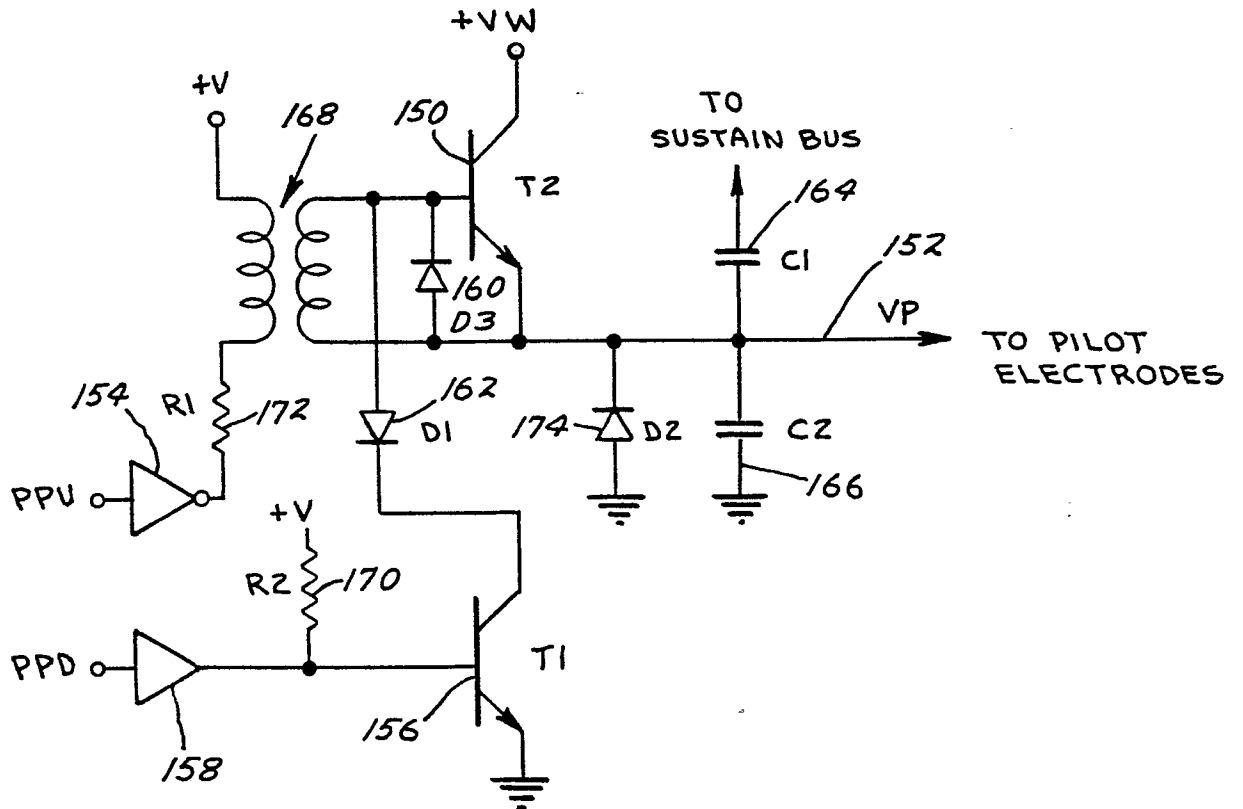 +VW
+V
168
150
T2
TO
SUSTAIN BUS
164
C1
152
VP
TO PILOT
ELECTRODES
160
D3
154
R1
172
162
D1
174
D2
C2
166
PPU
+V
R2
170
PPD
T1
156
158